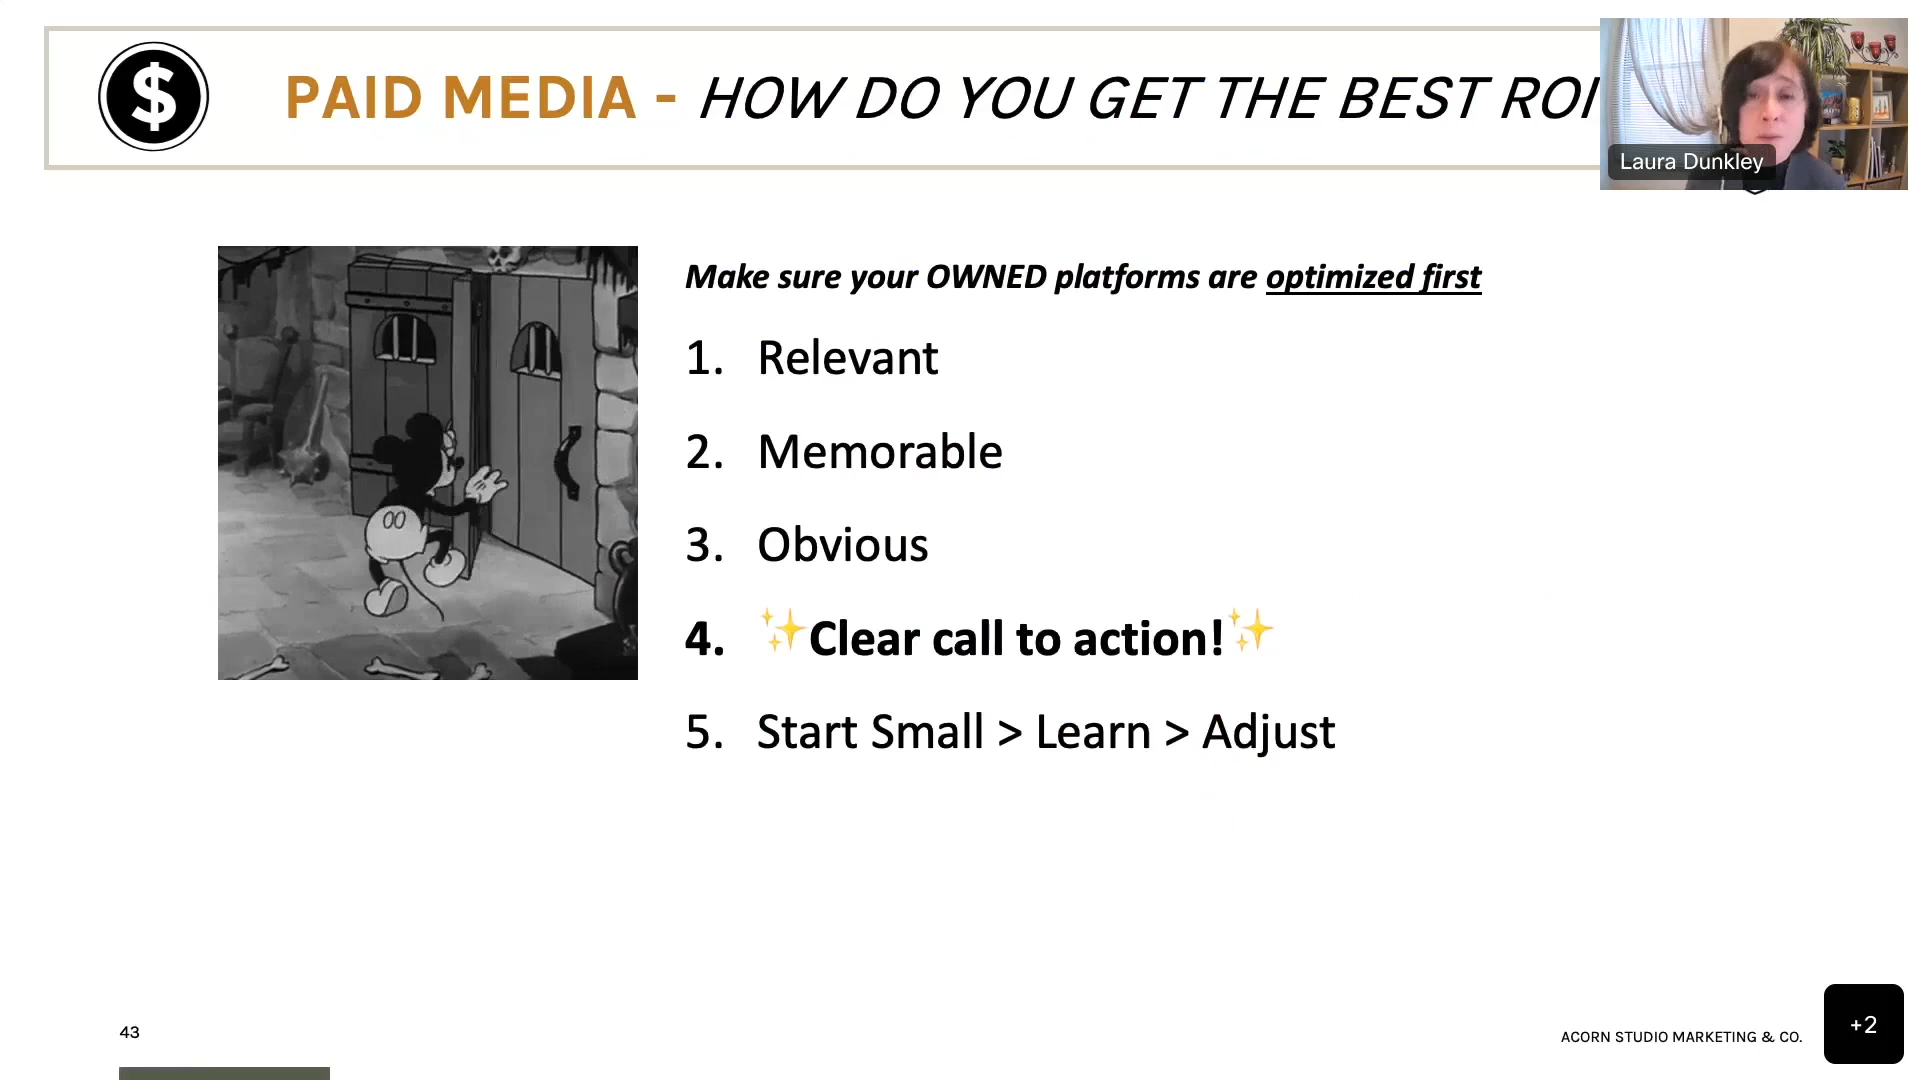 $
PAID MEDIA - HOW DO YOU GET THE BEST ROI
Laura Dunkley
Make sure your OWNED platforms are optimized first
1. Relevant
2. Memorable
3. Obvious
4. ✨Clear call to action!✨
5. Start Small > Learn > Adjust
43
ACORN STUDIO MARKETING & CO.
+2